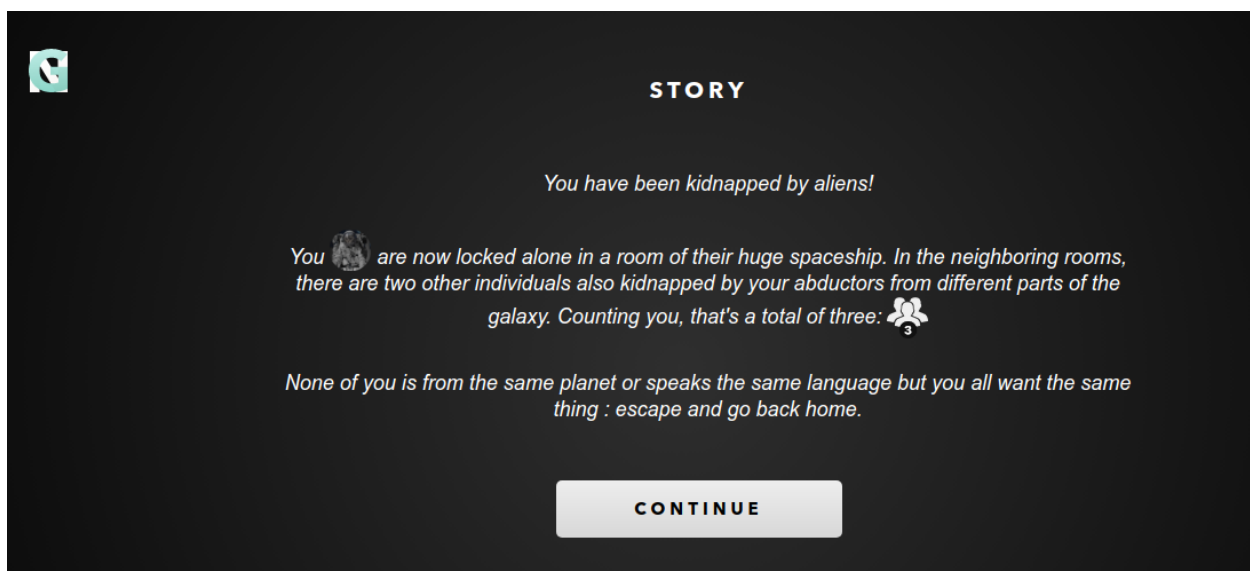 G
STORY
You have been kidnapped by aliens!
You are now locked alone in a room of their huge spaceship. In the neighboring rooms,
there are two other individuals also kidnapped by your abductors from different parts of the
galaxy. Counting you, that's a total of three:
3
None of you is from the same planet or speaks the same language but you all want the same
thing : escape and go back home.
CONTINUE